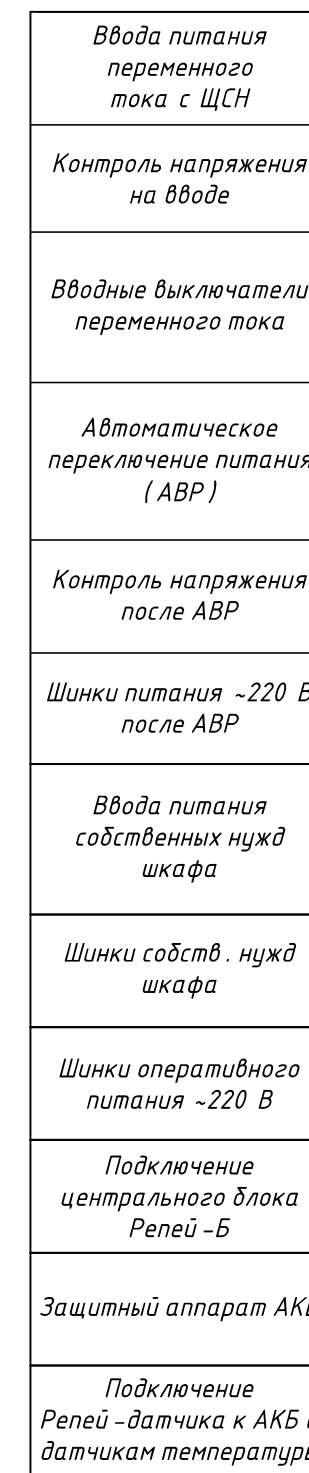 Ввода питания
переменного
тока с ЩСН
Контроль напряжения
на вводе
Вводные выключатели
переменного тока
Автоматическое
переключение питания
(АВР)
Контроль напряжения
после АВР
Шинки питания ~220 В
после АВР
Ввода питания
собственных нужд
шкафа
Шинки собств. нужд
шкафа
Шинки оперативного
питания ~220 В
Подключение
центрального блока
Репей-Б
Защитный аппарат АКБ
Подключение
Репей-датчика к АКБ
датчикам температуры